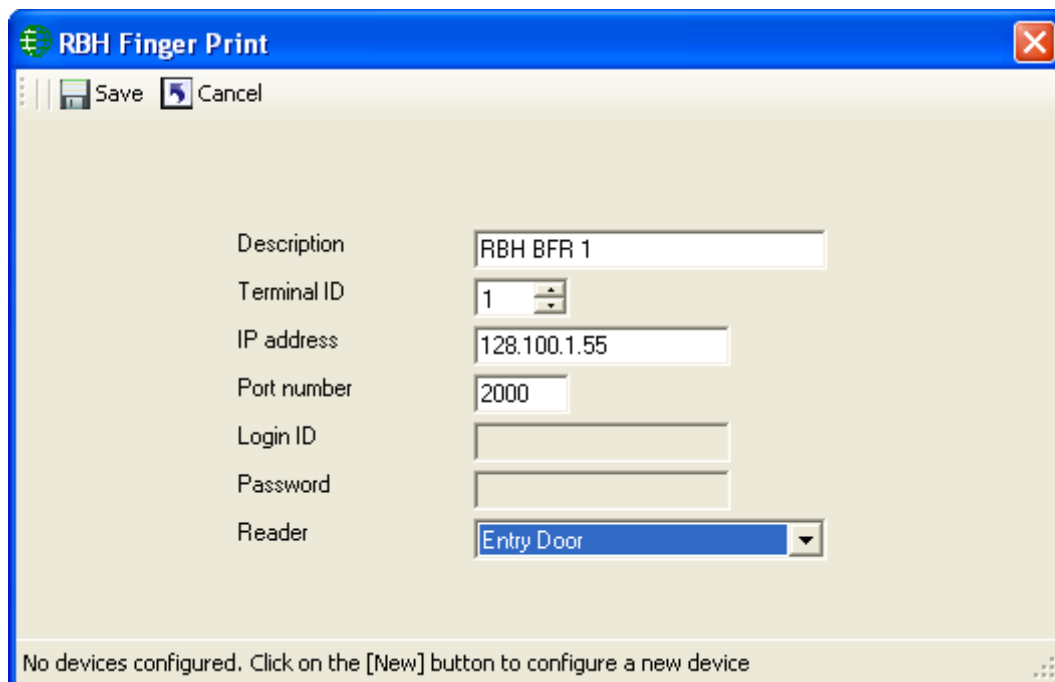 RBH Finger Print
Save Cancel
Description RBH BFR 1
Terminal ID 1
IP address 128.100.1.55
Port number 2000
Login ID
Password
Reader Entry Door
No devices configured. Click on the [New] button to configure a new device